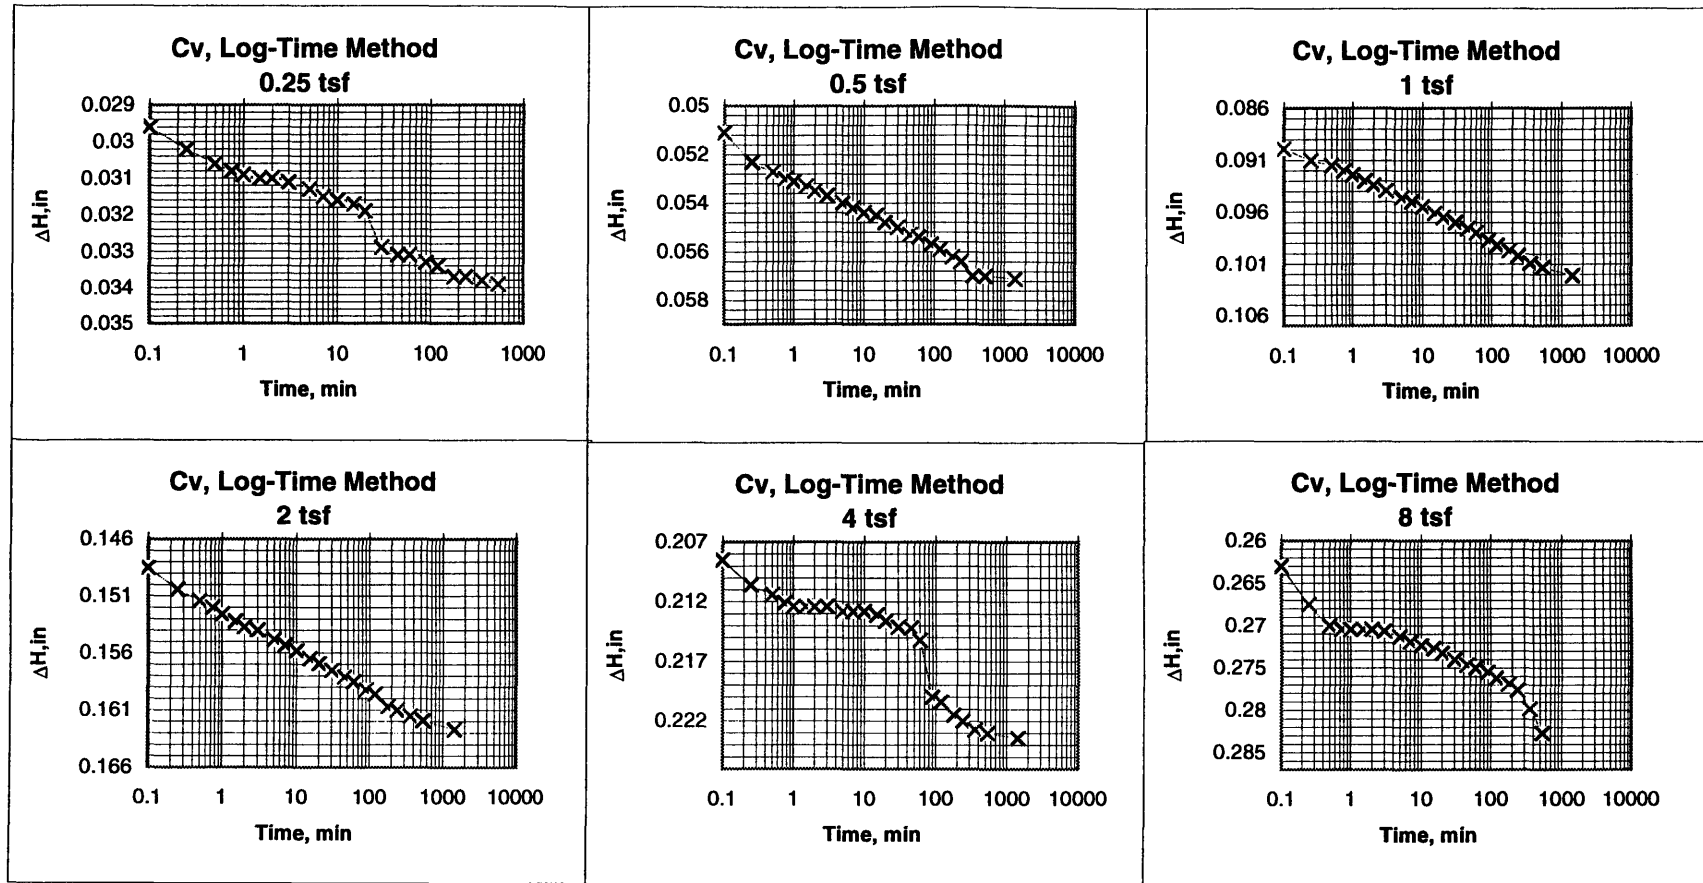 Cv, Log-Time Method
0.25 tsf
0.029
0.03
0.031
0.032
0.033
0.034
0.035
ΔH,in
0.1 1 10 100 1000
Time, min
Cv, Log-Time Method
0.5 tsf
0.05
0.052
0.054
0.056
0.058
ΔH,in
0.1 1 10 100 1000 10000
Time, min
Cv, Log-Time Method
1 tsf
0.086
0.091
0.096
0.101
0.106
ΔH,in
0.1 1 10 100 1000 10000
Time, min
Cv, Log-Time Method
2 tsf
0.146
0.151
0.156
0.161
0.166
ΔH,in
0.1 1 10 100 1000 10000
Time, min
Cv, Log-Time Method
4 tsf
0.207
0.212
0.217
0.222
ΔH,in
0.1 1 10 100 1000 10000
Time, min
Cv, Log-Time Method
8 tsf
0.26
0.265
0.27
0.275
0.28
0.285
ΔH,in
0.1 1 10 100 1000 10000
Time, min